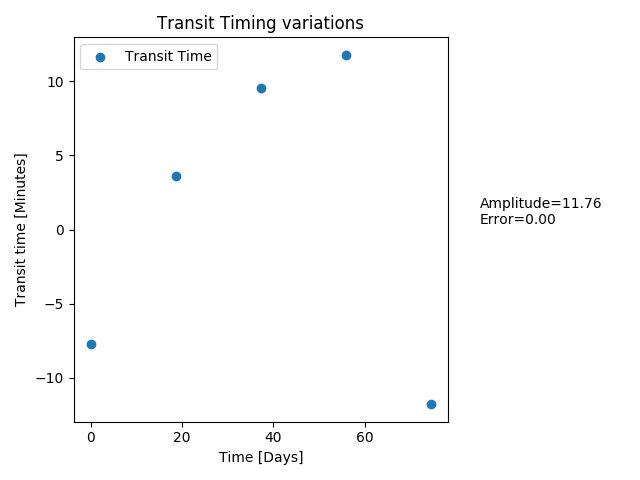 Transit Timing variations
Transit Time
10
5
0
−5
−10
Transit time [Minutes]
0
20
40
60
Time [Days]
Amplitude=11.76
Error=0.00